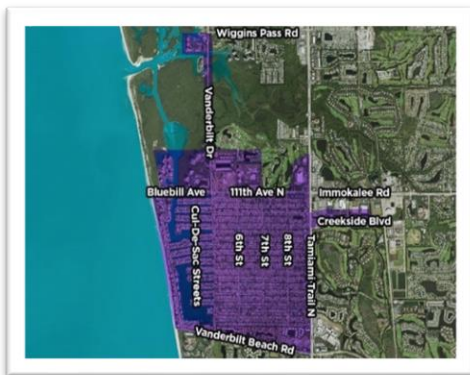 Wiggins Pass Rd
Vanderbilt Dr
Bluebill Ave
111th Ave N
Immokalee Rd
Creekside Blvd
Cul-De-Sac Streets
6th St
7th St
8th St
Tamiami Trail N
Vanderbilt Beach Rd